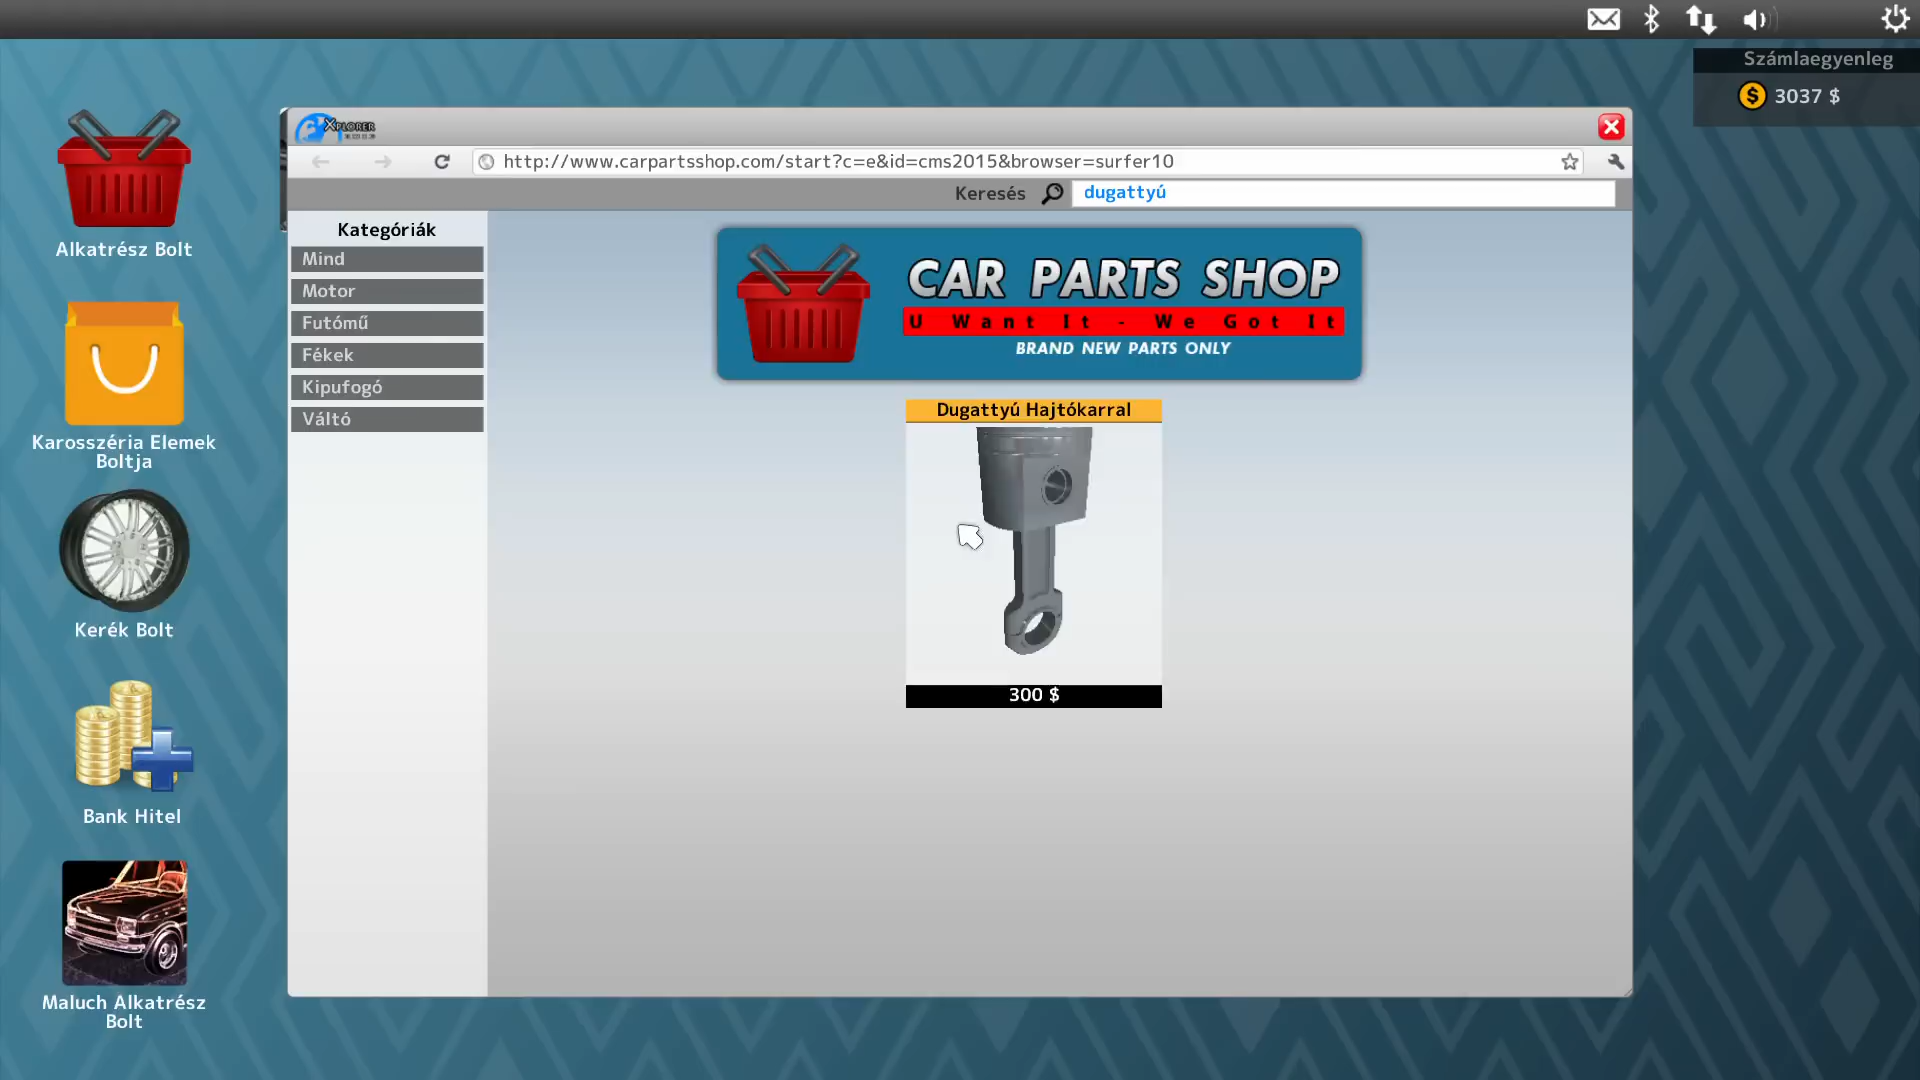 Számlaegyenleg
3037 $
Alkatrész Bolt
Karosszéria Elemek
Boltja
Kerék Bolt
Bank Hitel
Maluch Alkatrész
Bolt
XPLORER
http://www.carpartsshop.com/start?c=e&id=cms2015&browser=surfer10
Keresés
dugattyú
Kategóriák
Mind
Motor
Futómű
Fékek
Kipufogó
Váltó
CAR PARTS SHOP
U Want It - We Got It
BRAND NEW PARTS ONLY
Dugattyú Hajtókarral
300 $